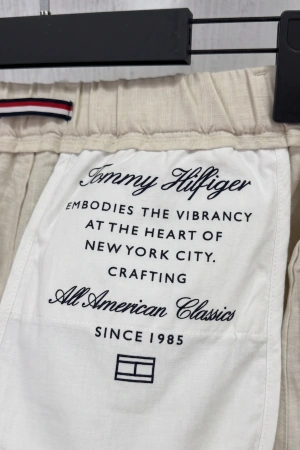 Tommy Hilfiger
EMBODIES THE VIBRANCY
AT THE HEART OF
NEW YORK CITY.
CRAFTING
All American Classics
SINCE 1985